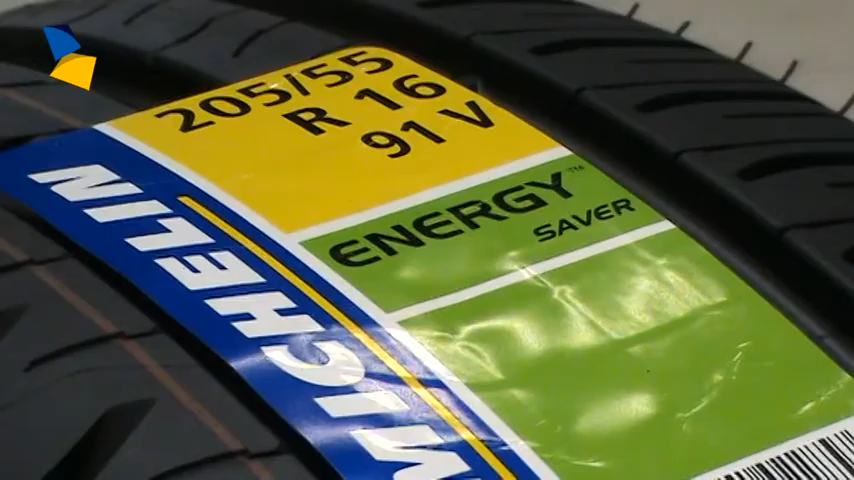 205/55
R 16
91 V
ENERGY™
SAVER
MICHELIN